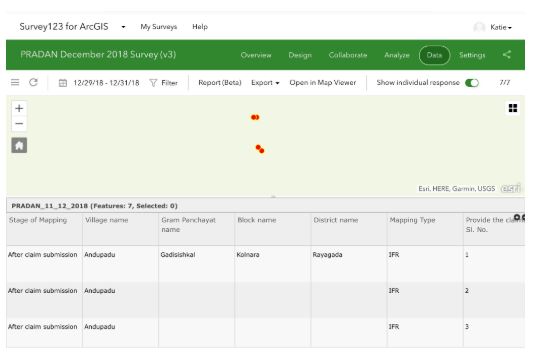 Survey123 for ArcGIS My Surveys Help Katie
PRADAN December 2018 Survey (v3) Overview Design Collaborate Analyze Data Settings
12/29/18 - 12/31/18 Filter Report (Beta) Export Open in Map Viewer Show individual response 7/7
+
−
Esri, HERE, Garmin, USGS esri
PRADAN_11_12_2018 (Features: 7, Selected: 0)
Stage of Mapping Village name Gram Panchayat name Block name District name Mapping Type Provide the claim Sl. No.
After claim submission Andupadu Gadisishkal Kolnara Rayagada IFR 1
After claim submission Andupadu IFR 2
After claim submission Andupadu IFR 3